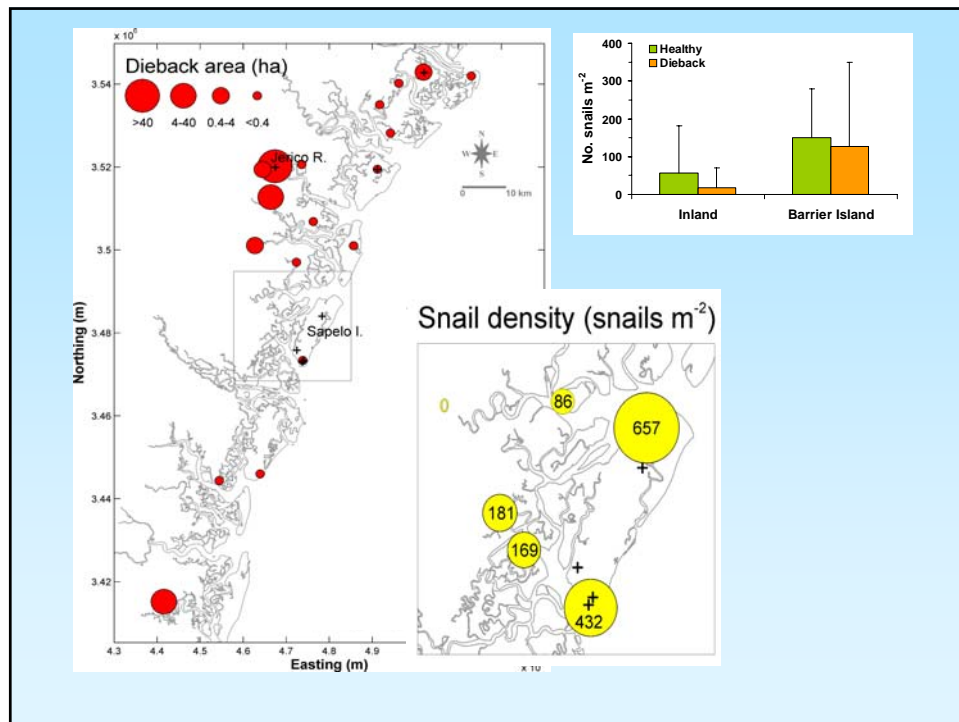 x 10⁶
Dieback area (ha)
>40 4-40 0.4-4 <0.4
3.54
3.52
3.5
3.48
3.46
3.44
3.42
Northing (m)
Jerico R.
N
W E
S
0 10 km
Sapelo I.
4.3 4.4 4.5 4.6 4.7 4.8 4.9
Easting (m)
Healthy
Dieback
No. snails m⁻²
400
300
200
100
0
Inland Barrier Island
Snail density (snails m⁻²)
0
86
657
181
169
432
x 10